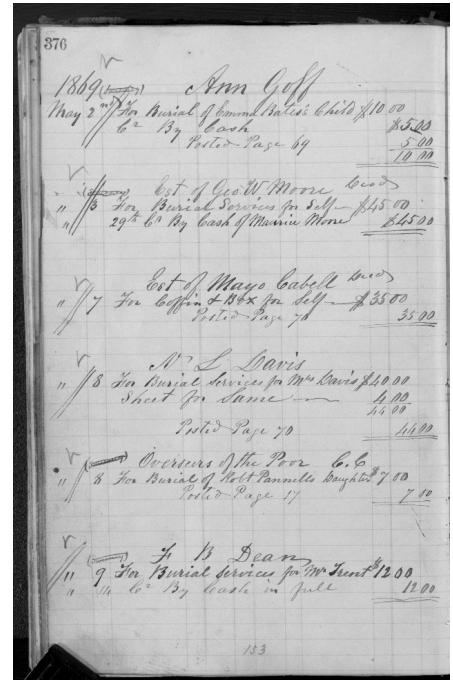 376
1869 Ann Goff
May 2nd For Burial of Emma Bates's Child $10.00
Cr By Cash $5.00
Posted Page 69 5.00
10.00
Est. of Geo W Moore Decd
" 3 For Burial Services for Self $45.00
" 29th Cr By Cash of Maurice Moore $45.00
Est of Mayo Cabell Decd
" 7 For Coffin & Box for Self $35.00
Posted Page 70 35.00
N L Davis
" 8 For Burial Services for Mrs Davis $40.00
Sheet for Same 4.00
44.00
Posted Page 70 44.00
Overseers of the Poor C.C.
" 8 For Burial of Robt Pannells Daughter $7.00
Posted Page 17 7.00
F B Dean
" 9 For Burial Services for Mr Trent $12.00
" 14 Cr By Cash in full 12.00
153